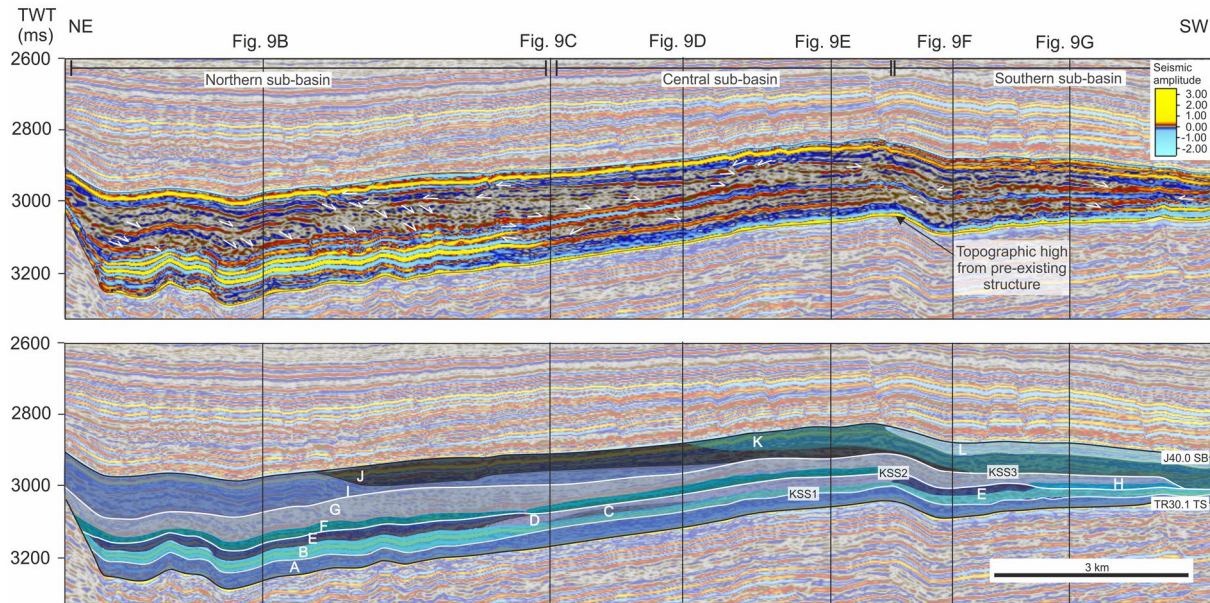 TWT
(ms)
NE
SW
Fig. 9B
Fig. 9C
Fig. 9D
Fig. 9E
Fig. 9F
Fig. 9G
2600
Northern sub-basin
Central sub-basin
Southern sub-basin
Seismic
amplitude
3.00
2.00
1.00
0.00
-1.00
-2.00
2800
3000
3200
Topographic high
from pre-existing
structure
2600
2800
3000
3200
K
L
J40.0 SB
J
I
G
KSS2
KSS3
H
KSS1
E
TR30.1 TS
F
E
D
C
B
A
3 km